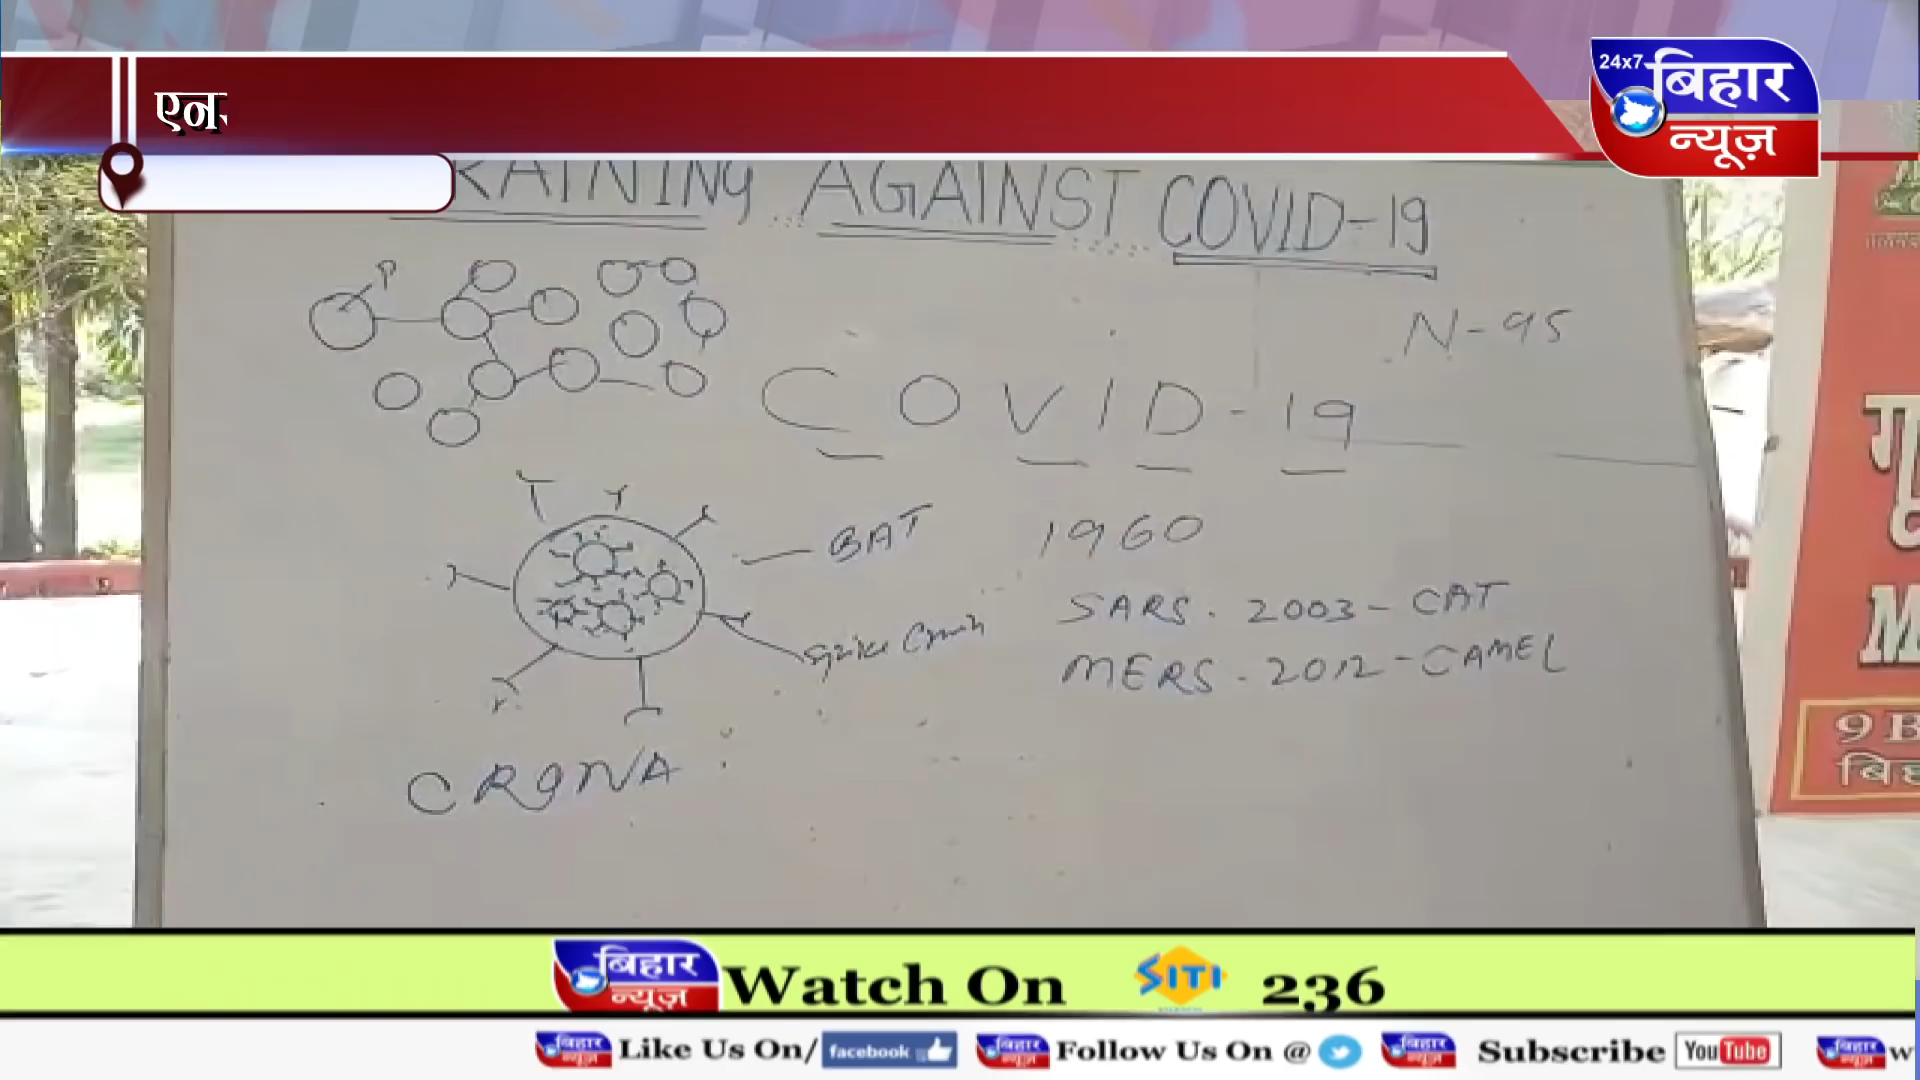 24x7
बिहार
न्यूज़
एन
RAINING AGAINST COVID-19
P
N-95
COVID-19
BAT
1960
SARS. 2003- CAT
MERS. 2012-CAMEL
CRONA
9 B
बिह
बिहार
न्यूज़
Watch On SITI 236
बिहार
न्यूज़
Like Us On/ facebook
बिहार
न्यूज़
Follow Us On @
बिहार
न्यूज़
Subscribe YouTube
बिहार
न्यूज़
w